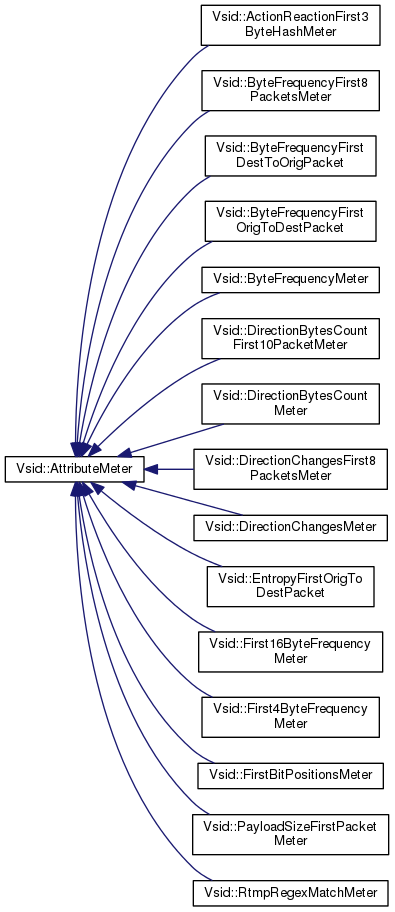 Vsid::ActionReactionFirst3
ByteHashMeter
Vsid::ByteFrequencyFirst8
PacketsMeter
Vsid::ByteFrequencyFirst
DestToOrigPacket
Vsid::ByteFrequencyFirst
OrigToDestPacket
Vsid::ByteFrequencyMeter
Vsid::DirectionBytesCount
First10PacketMeter
Vsid::DirectionBytesCount
Meter
Vsid::AttributeMeter
Vsid::DirectionChangesFirst8
PacketsMeter
Vsid::DirectionChangesMeter
Vsid::EntropyFirstOrigTo
DestPacket
Vsid::First16ByteFrequency
Meter
Vsid::First4ByteFrequency
Meter
Vsid::FirstBitPositionsMeter
Vsid::PayloadSizeFirstPacket
Meter
Vsid::RtmpRegexMatchMeter